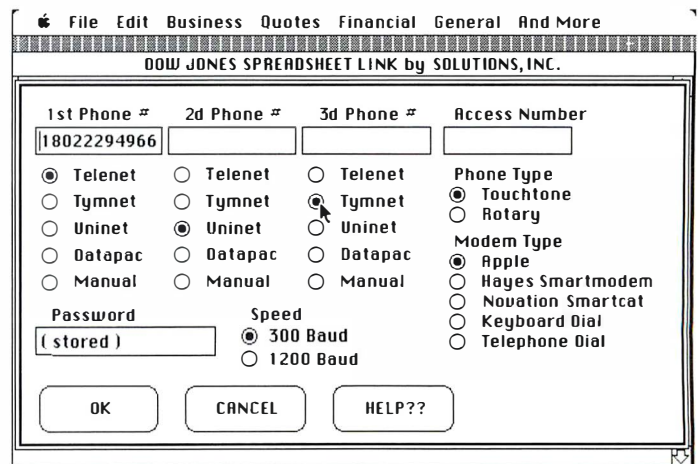 File Edit Business Quotes Financial General And More
DOW JONES SPREADSHEET LINK by SOLUTIONS, INC.
1st Phone # 2d Phone # 3d Phone # Access Number
18022294966
Telenet Telenet Telenet Phone Type
Tymnet Tymnet Tymnet Touchtone
Uninet Uninet Uninet Rotary
Datapac Datapac Datapac Modem Type
Manual Manual Manual Apple
Hayes Smartmodem
Novation Smartcat
Keyboard Dial
Telephone Dial
Password Speed
( stored ) 300 Baud
1200 Baud
OK CANCEL HELP??